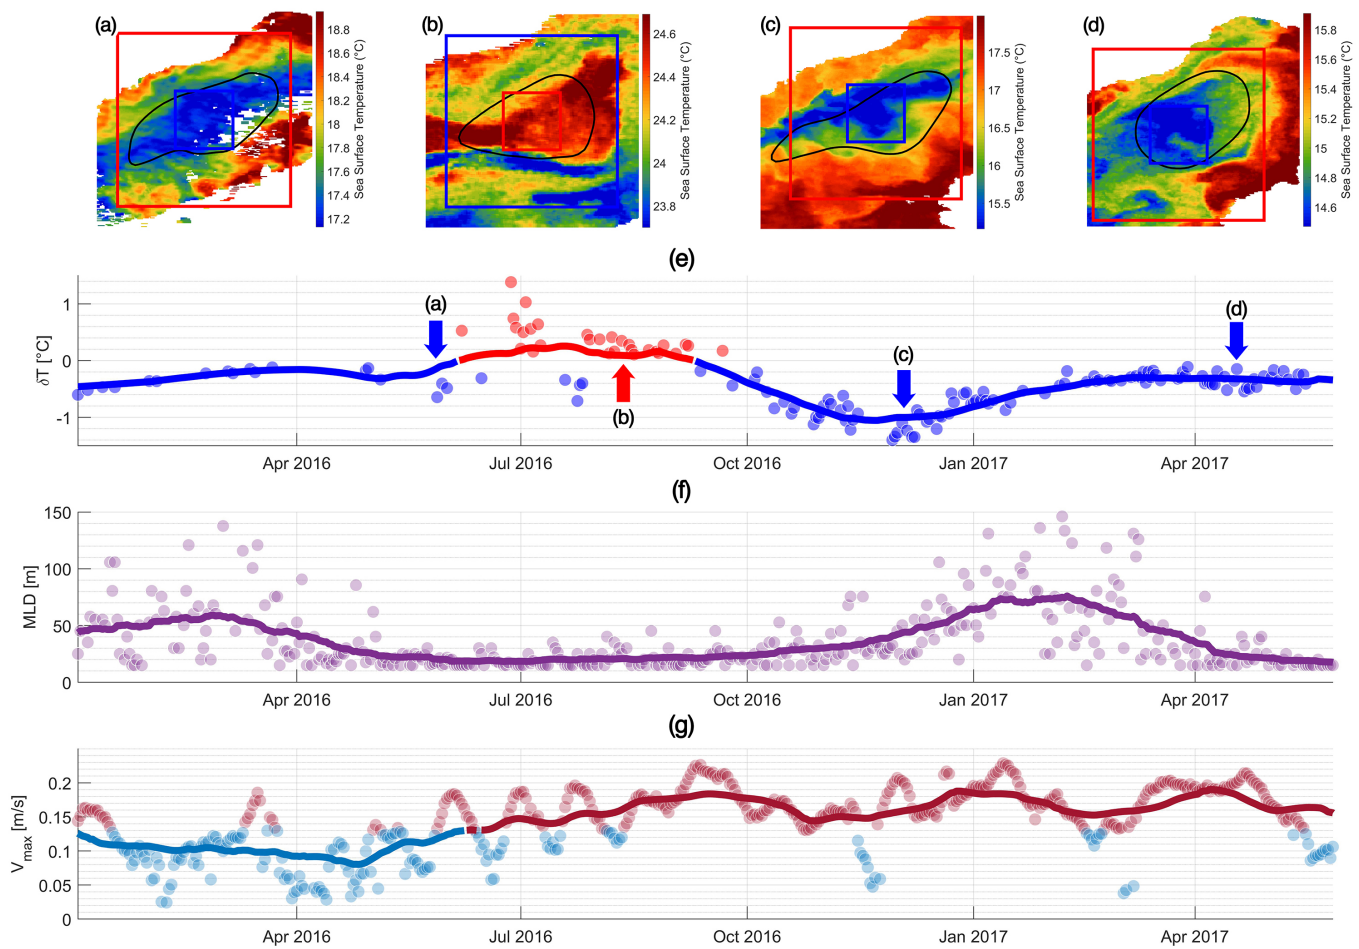 (a)
18.8
18.6
18.4
18.2
18
17.8
17.6
17.4
17.2
Sea Surface Temperature (°C)
(b)
24.6
24.4
24.2
24
23.8
Sea Surface Temperature (°C)
(c)
17.5
17
16.5
16
15.5
Sea Surface Temperature (°C)
(d)
15.8
15.6
15.4
15.2
15
14.8
14.6
Sea Surface Temperature (°C)
(e)
δT [°C]
1
0
-1
(a)
(b)
(c)
(d)
Apr 2016 Jul 2016 Oct 2016 Jan 2017 Apr 2017
(f)
MLD [m]
150
100
50
0
Apr 2016 Jul 2016 Oct 2016 Jan 2017 Apr 2017
(g)
Vmax [m/s]
0.2
0.15
0.1
0.05
0
Apr 2016 Jul 2016 Oct 2016 Jan 2017 Apr 2017